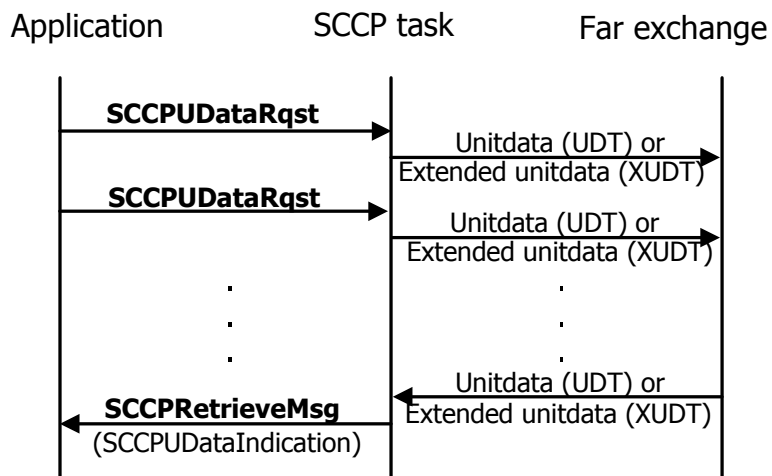 Application SCCP task Far exchange
SCCPUDataRqst
Unitdata (UDT) or
Extended unitdata (XUDT)
SCCPUDataRqst
Unitdata (UDT) or
Extended unitdata (XUDT)
Unitdata (UDT) or
SCCPRetrieveMsg
Extended unitdata (XUDT)
(SCCPUDataIndication)